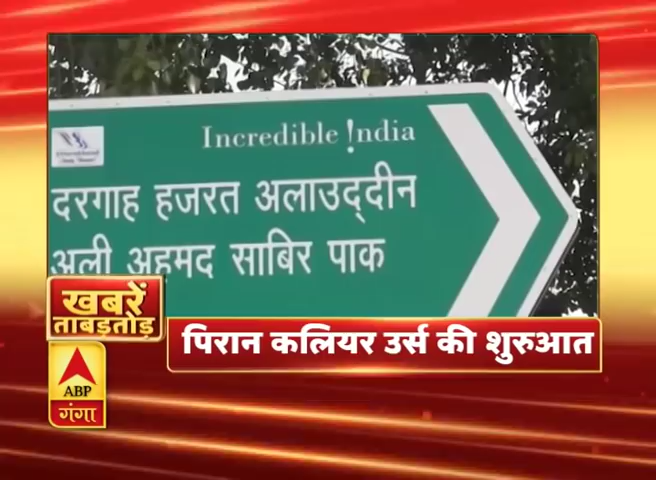 Incredible !ndia
दरगाह हजरत अलाउद्दीन
अली अहमद साबिर पाक
खबरें
ताबड़तोड़
पिरान कलियर उर्स की शुरुआत
ABP
गंगा